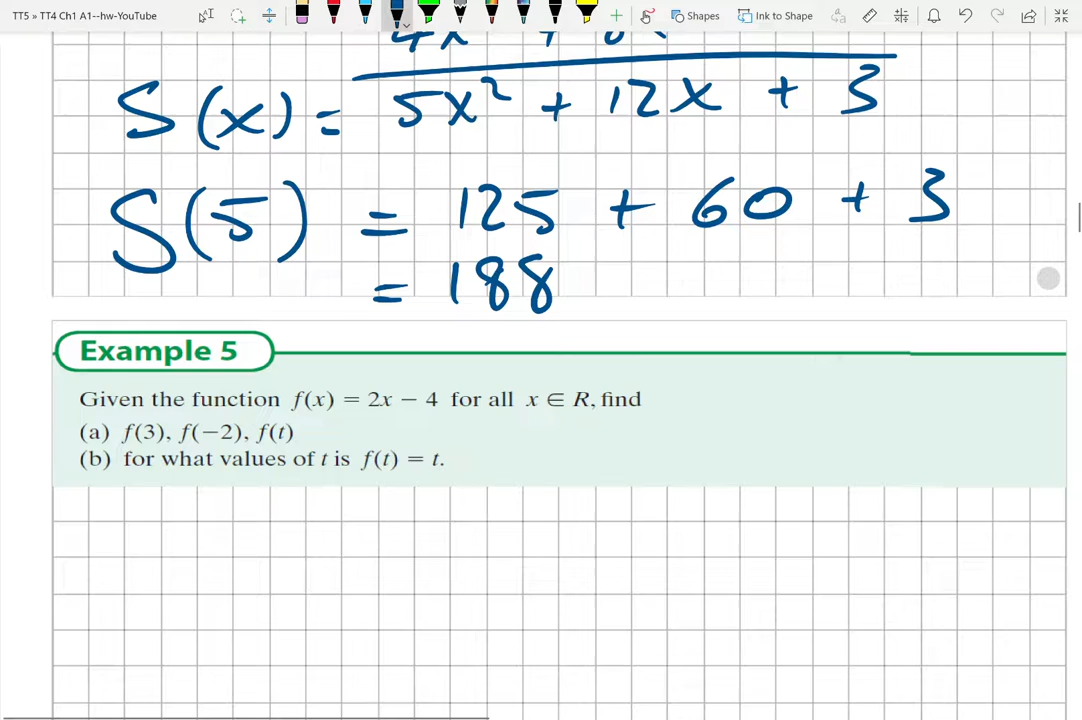 TT5 » TT4 Ch1 A1--hw-YouTube
Shapes
Ink to Shape
S(x) = 5x² + 12x + 3
S(5) = 125 + 60 + 3
= 188
Example 5
Given the function f(x) = 2x − 4 for all x ∈ R, find
(a) f(3), f(−2), f(t)
(b) for what values of t is f(t) = t.